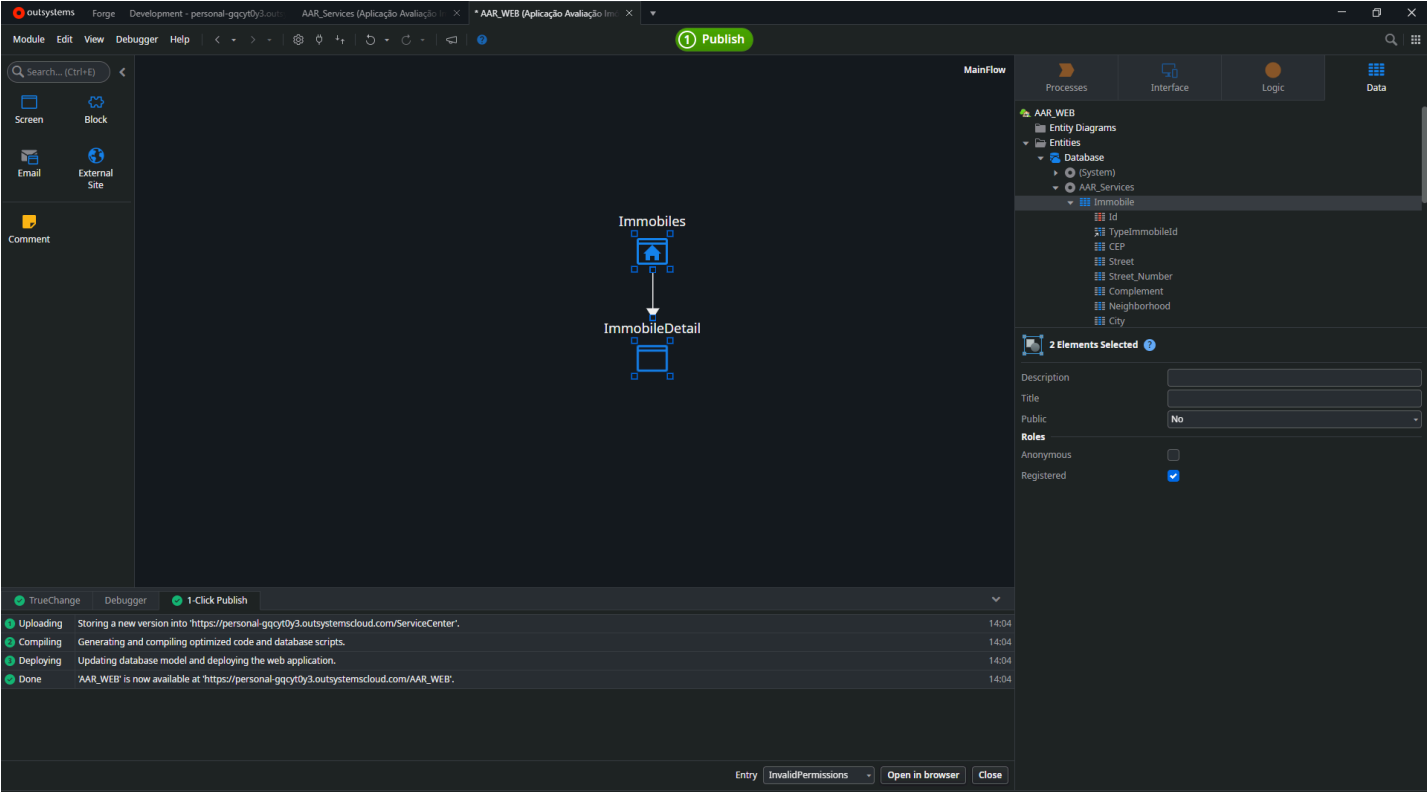 outsystems Forge Development - personal-gqcyt0y3.outs AAR_Services (Aplicação Avaliação I * AAR_WEB (Aplicação Avaliação Imó
Module Edit View Debugger Help 1 Publish
Search... (Ctrl+E)
Screen Block
Email External Site
Comment
MainFlow
Immobiles
ImmobileDetail
Processes Interface Logic Data
AAR_WEB
Entity Diagrams
Entities
Database
(System)
AAR_Services
Immobile
Id
TypeImmobileId
CEP
Street
Street_Number
Complement
Neighborhood
City
2 Elements Selected ?
Description
Title
Public No
Roles
Anonymous
Registered
TrueChange Debugger 1-Click Publish
1 Uploading Storing a new version into 'https://personal-gqcyt0y3.outsystemscloud.com/ServiceCenter'. 14:04
2 Compiling Generating and compiling optimized code and database scripts. 14:04
3 Deploying Updating database model and deploying the web application. 14:04
Done 'AAR_WEB' is now available at 'https://personal-gqcyt0y3.outsystemscloud.com/AAR_WEB'. 14:04
Entry InvalidPermissions Open in browser Close